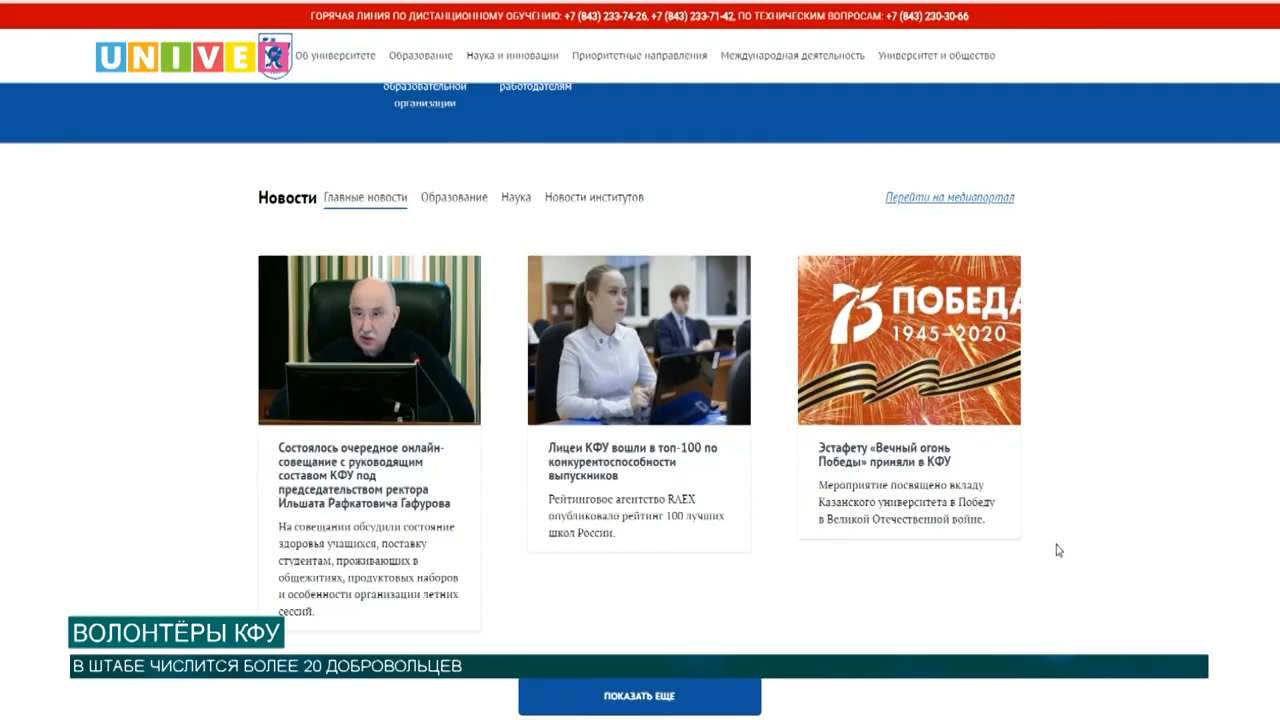 ГОРЯЧАЯ ЛИНИЯ ПО ДИСТАНЦИОННОМУ ОБУЧЕНИЮ: +7 (843) 233-74-26, +7 (843) 233-71-42, ПО ТЕХНИЧЕСКИМ ВОПРОСАМ: +7 (843) 230-30-66
UNIVER
Об университете Образование Наука и инновации Приоритетные направления Международная деятельность Университет и общество
образовательной
организации
работодателям
Новости Главные новости Образование Наука Новости институтов Перейти на медиапортал
75 ПОБЕДА
1945–2020
Состоялось очередное онлайн-
совещание с руководящим
составом КФУ под
председательством ректора
Ильшата Рафкатовича Гафурова
На совещании обсудили состояние
здоровья учащихся, поставку
студентам, проживающих в
общежитиях, продуктовых наборов
и особенности организации летних
сессий.
Лицеи КФУ вошли в топ-100 по
конкурентоспособности
выпускников
Рейтинговое агентство RAEX
опубликовало рейтинг 100 лучших
школ России.
Эстафету «Вечный огонь
Победы» приняли в КФУ
Мероприятие посвящено вкладу
Казанского университета в Победу
в Великой Отечественной войне.
ВОЛОНТЁРЫ КФУ
В ШТАБЕ ЧИСЛИТСЯ БОЛЕЕ 20 ДОБРОВОЛЬЦЕВ
ПОКАЗАТЬ ЕЩЕ